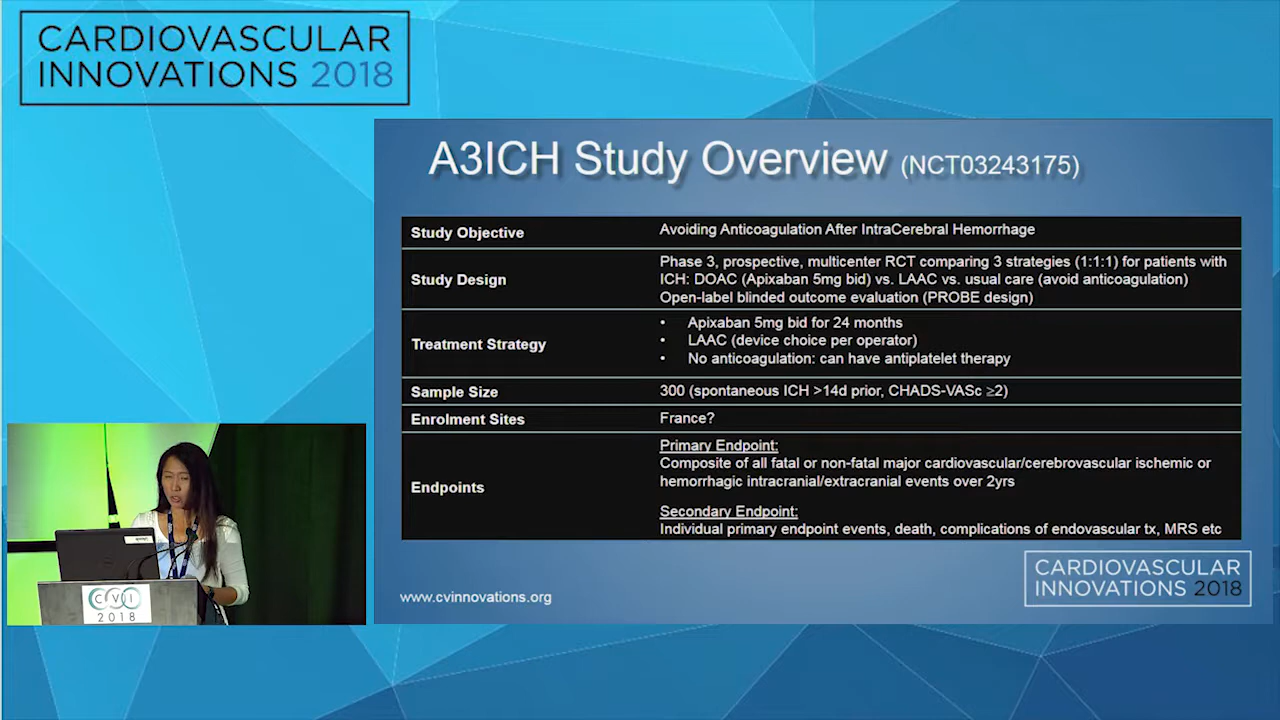 CARDIOVASCULAR
INNOVATIONS 2018
A3ICH Study Overview (NCT03243175)
Study Objective
Avoiding Anticoagulation After IntraCerebral Hemorrhage
Study Design
Phase 3, prospective, multicenter RCT comparing 3 strategies (1:1:1) for patients with
ICH: DOAC (Apixaban 5mg bid) vs. LAAC vs. usual care (avoid anticoagulation)
Open-label blinded outcome evaluation (PROBE design)
Treatment Strategy
• Apixaban 5mg bid for 24 months
• LAAC (device choice per operator)
• No anticoagulation: can have antiplatelet therapy
Sample Size
300 (spontaneous ICH >14d prior, CHADS-VASc ≥2)
Enrolment Sites
France?
Endpoints
Primary Endpoint:
Composite of all fatal or non-fatal major cardiovascular/cerebrovascular ischemic or
hemorrhagic intracranial/extracranial events over 2yrs
Secondary Endpoint:
Individual primary endpoint events, death, complications of endovascular tx, MRS etc
www.cvinnovations.org
CARDIOVASCULAR
INNOVATIONS 2018
CVI
2018